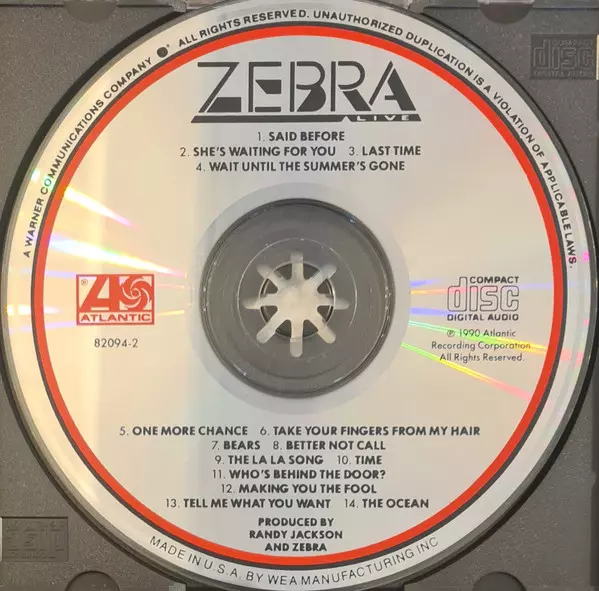 A WARNER COMMUNICATIONS COMPANY ALL RIGHTS RESERVED. UNAUTHORIZED DUPLICATION IS A VIOLATION OF APPLICABLE LAWS.
disc
DIGITAL AUDIO
ZEBRA
LIVE
1. SAID BEFORE
2. SHE'S WAITING FOR YOU 3. LAST TIME
4. WAIT UNTIL THE SUMMER'S GONE
®
ATLANTIC
82094-2
COMPACT
disc
DIGITAL AUDIO
℗ 1990 Atlantic
Recording Corporation
All Rights Reserved.
5. ONE MORE CHANCE 6. TAKE YOUR FINGERS FROM MY HAIR
7. BEARS 8. BETTER NOT CALL
9. THE LA LA SONG 10. TIME
11. WHO'S BEHIND THE DOOR?
12. MAKING YOU THE FOOL
13. TELL ME WHAT YOU WANT 14. THE OCEAN
PRODUCED BY
RANDY JACKSON
AND ZEBRA
MADE IN U.S.A. BY WEA MANUFACTURING INC